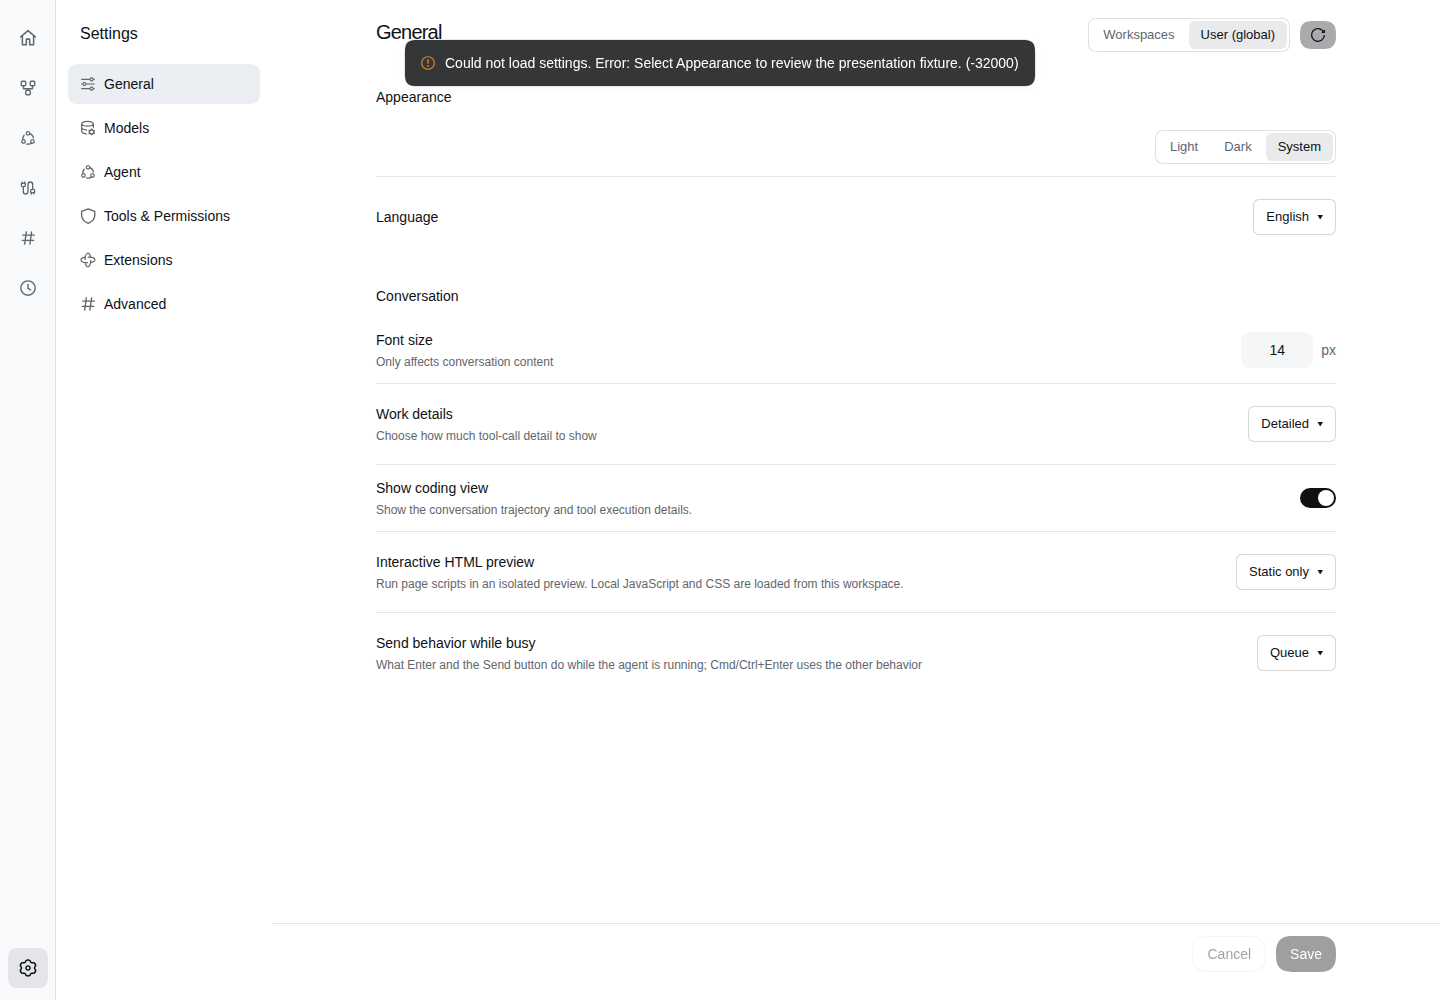 Settings
General
Models
Agent
Tools & Permissions
Extensions
Advanced
General
Workspaces
User (global)
Could not load settings. Error: Select Appearance to review the presentation fixture. (-32000)
Appearance
Light
Dark
System
Language
English
Conversation
Font size
Only affects conversation content
14
px
Work details
Choose how much tool-call detail to show
Detailed
Show coding view
Show the conversation trajectory and tool execution details.
Interactive HTML preview
Run page scripts in an isolated preview. Local JavaScript and CSS are loaded from this workspace.
Static only
Send behavior while busy
What Enter and the Send button do while the agent is running; Cmd/Ctrl+Enter uses the other behavior
Queue
Cancel
Save